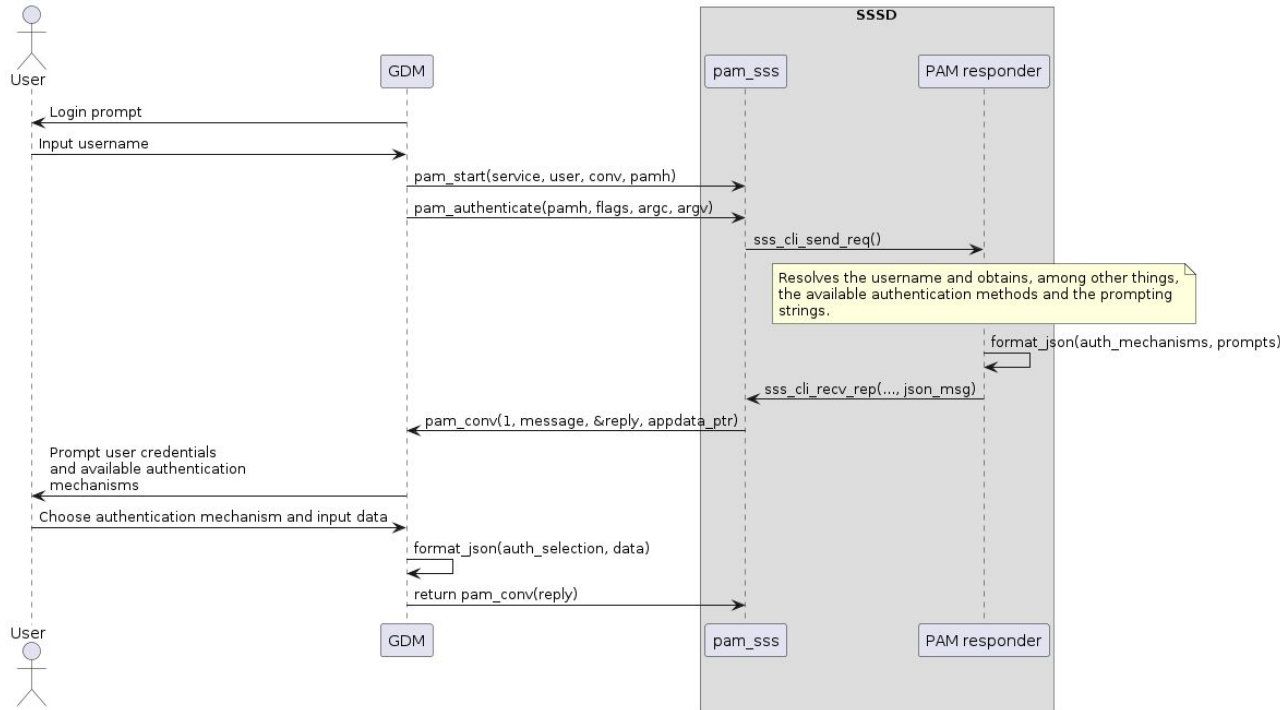 SSSD
User
GDM
pam_sss
PAM responder
Login prompt
Input username
pam_start(service, user, conv, pamh)
pam_authenticate(pamh, flags, argc, argv)
sss_cli_send_req()
Resolves the username and obtains, among other things,
the available authentication methods and the prompting
strings.
format_json(auth_mechanisms, prompts)
sss_cli_recv_rep(..., json_msg)
pam_conv(1, message, &reply, appdata_ptr)
Prompt user credentials
and available authentication
mechanisms
Choose authentication mechanism and input data
format_json(auth_selection, data)
return pam_conv(reply)
User
GDM
pam_sss
PAM responder